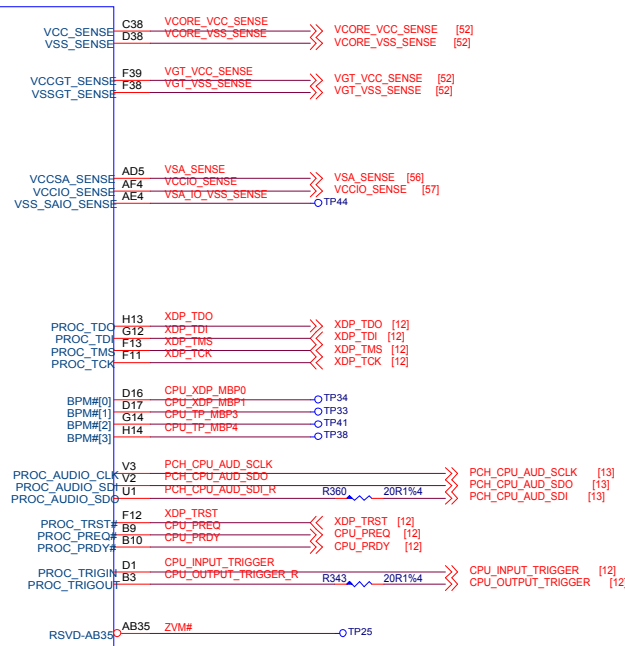 VCC_SENSE C38 VCORE_VCC_SENSE VCORE_VCC_SENSE [52]
VSS_SENSE D38 VCORE_VSS_SENSE VCORE_VSS_SENSE [52]
VCCGT_SENSE F39 VGT_VCC_SENSE VGT_VCC_SENSE [52]
VSSGT_SENSE F38 VGT_VSS_SENSE VGT_VSS_SENSE [52]
VCCSA_SENSE AD5 VSA_SENSE VSA_SENSE [56]
VCCIO_SENSE AF4 VCCIO_SENSE VCCIO_SENSE [57]
VSS_SAIO_SENSE AE4 VSA_IO_VSS_SENSE TP44
PROC_TDO H13 XDP_TDO XDP_TDO [12]
PROC_TDI G12 XDP_TDI XDP_TDI [12]
PROC_TMS F13 XDP_TMS XDP_TMS [12]
PROC_TCK F11 XDP_TCK XDP_TCK [12]
BPM#[0] D16 CPU_XDP_MBP0 TP34
BPM#[1] D17 CPU_XDP_MBP1 TP33
BPM#[2] G14 CPU_TP_MBP3 TP41
BPM#[3] H14 CPU_TP_MBP4 TP38
PROC_AUDIO_CLK V3 PCH_CPU_AUD_SCLK PCH_CPU_AUD_SCLK [13]
PROC_AUDIO_SDI V2 PCH_CPU_AUD_SDO PCH_CPU_AUD_SDO [13]
PROC_AUDIO_SDO U1 PCH_CPU_AUD_SDI_R R360 20R1%4 PCH_CPU_AUD_SDI [13]
PROC_TRST# F12 XDP_TRST XDP_TRST [12]
PROC_PREQ# B9 CPU_PREQ CPU_PREQ [12]
PROC_PRDY# B10 CPU_PRDY CPU_PRDY [12]
PROC_TRIGIN D1 CPU_INPUT_TRIGGER CPU_INPUT_TRIGGER [12]
PROC_TRIGOUT B3 CPU_OUTPUT_TRIGGER_R R343 20R1%4 CPU_OUTPUT_TRIGGER [12]
RSVD-AB35 AB35 ZVM# TP25